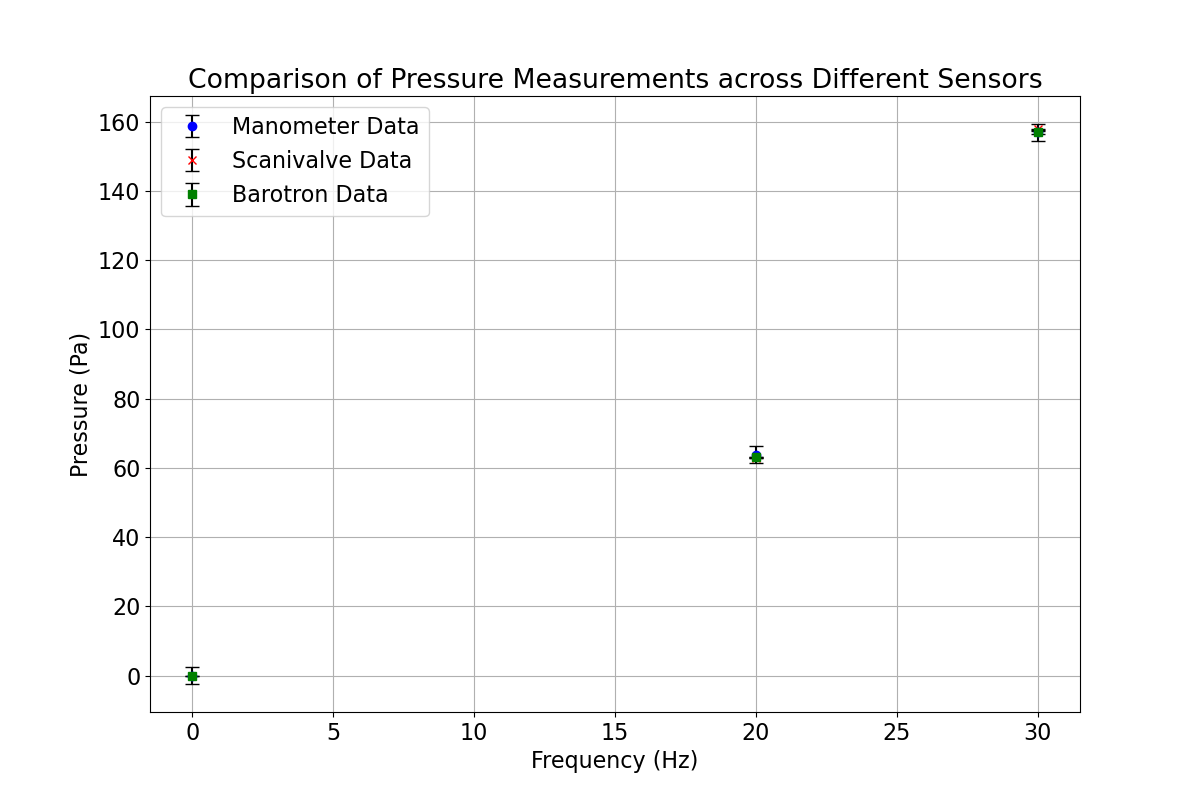 Comparison of Pressure Measurements across Different Sensors
Manometer Data
Scanivalve Data
Barotron Data
160
140
120
100
80
60
40
20
0
Pressure (Pa)
0 5 10 15 20 25 30
Frequency (Hz)